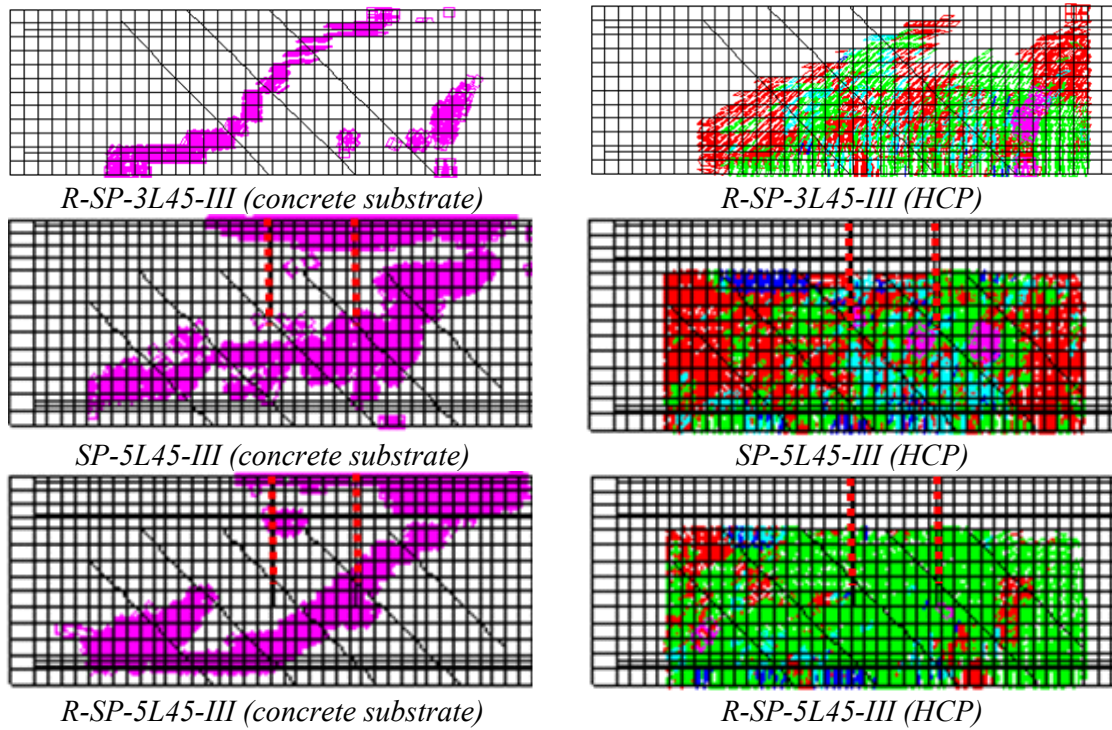 R-SP-3L45-III (concrete substrate)
R-SP-3L45-III (HCP)
SP-5L45-III (concrete substrate)
SP-5L45-III (HCP)
R-SP-5L45-III (concrete substrate)
R-SP-5L45-III (HCP)